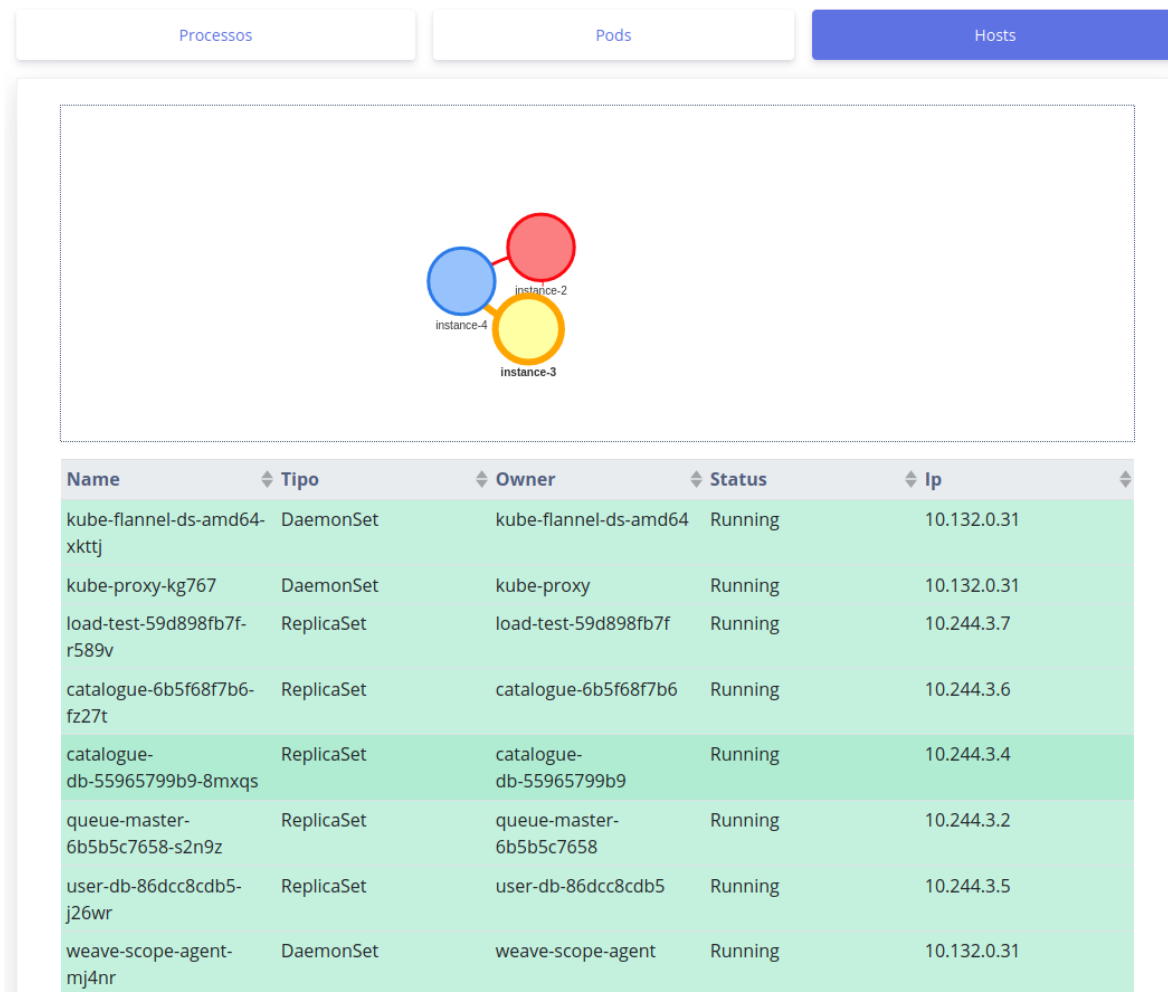 Processos Pods Hosts
instance-2
instance-4
instance-3
Name Tipo Owner Status Ip
kube-flannel-ds-amd64- DaemonSet kube-flannel-ds-amd64 Running 10.132.0.31
xkttj
kube-proxy-kg767 DaemonSet kube-proxy Running 10.132.0.31
load-test-59d898fb7f- ReplicaSet load-test-59d898fb7f Running 10.244.3.7
r589v
catalogue-6b5f68f7b6- ReplicaSet catalogue-6b5f68f7b6 Running 10.244.3.6
fz27t
catalogue- ReplicaSet catalogue- Running 10.244.3.4
db-55965799b9-8mxqs db-55965799b9
queue-master- ReplicaSet queue-master- Running 10.244.3.2
6b5b5c7658-s2n9z 6b5b5c7658
user-db-86dcc8cdb5- ReplicaSet user-db-86dcc8cdb5 Running 10.244.3.5
j26wr
weave-scope-agent- DaemonSet weave-scope-agent Running 10.132.0.31
mj4nr